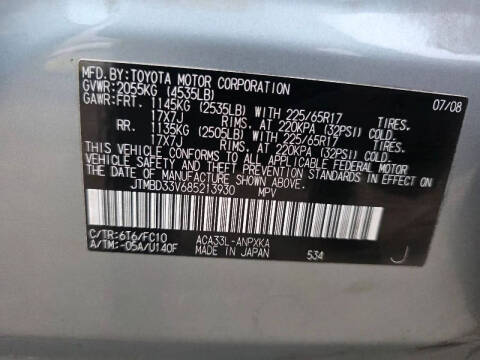 MFD. BY: TOYOTA MOTOR CORPORATION 07/08
GVWR: 2055KG (4535LB)
GAWR: FRT. 1145KG (2535LB) WITH 225/65R17 TIRES.
17X7J RIMS. AT 220KPA (32PSI) COLD.
RR. 1135KG (2505LB) WITH 225/65R17 TIRES.
17X7J RIMS. AT 220KPA (32PSI) COLD.
THIS VEHICLE CONFORMS TO ALL APPLICABLE FEDERAL MOTOR
VEHICLE SAFETY AND THEFT PREVENTION STANDARDS IN EFFECT ON
THE DATE OF MANUFACTURE SHOWN ABOVE.
JTMBD33V685213930 MPV
C/TR: 6T6/FC10 ACA33L-ANPXKA
A/TM: -05A/U140F MADE IN JAPAN 534 J